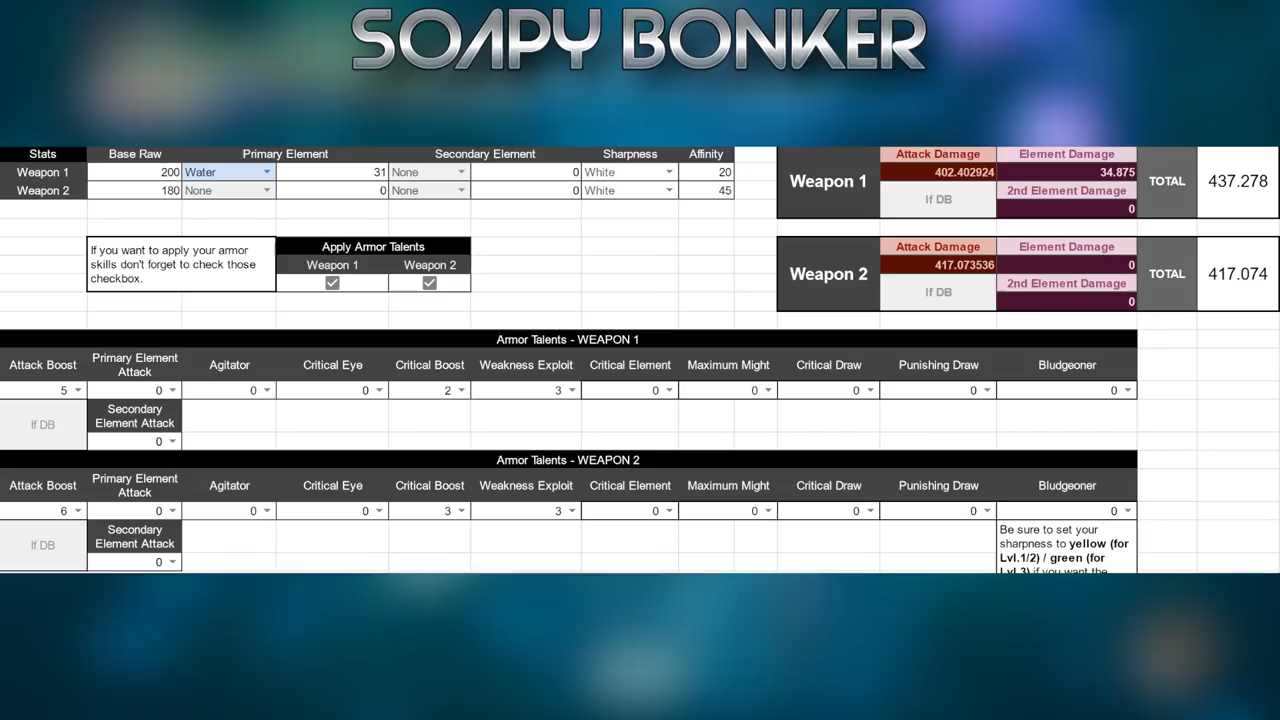 SOAPY BONKER
Stats Base Raw Primary Element Secondary Element Sharpness Affinity
Weapon 1 200 Water 31 None 0 White 20
Weapon 2 180 None 0 None 0 White 45
Weapon 1
Attack Damage Element Damage
402.402924 34.875
If DB 2nd Element Damage
0
TOTAL 437.278
If you want to apply your armor
skills don't forget to check those
checkbox.
Apply Armor Talents
Weapon 1 Weapon 2
Weapon 2
Attack Damage Element Damage
417.073536 0
If DB 2nd Element Damage
0
TOTAL 417.074
Armor Talents - WEAPON 1
Attack Boost Primary Element Attack Agitator Critical Eye Critical Boost Weakness Exploit Critical Element Maximum Might Critical Draw Punishing Draw Bludgeoner
5 0 0 0 2 3 0 0 0 0 0
If DB Secondary
Element Attack
0
Armor Talents - WEAPON 2
Attack Boost Primary Element Attack Agitator Critical Eye Critical Boost Weakness Exploit Critical Element Maximum Might Critical Draw Punishing Draw Bludgeoner
6 0 0 0 3 3 0 0 0 0 0
If DB Secondary
Element Attack
0
Be sure to set your
sharpness to yellow (for
Lvl.1/2) / green (for
Lvl.3) if you want the